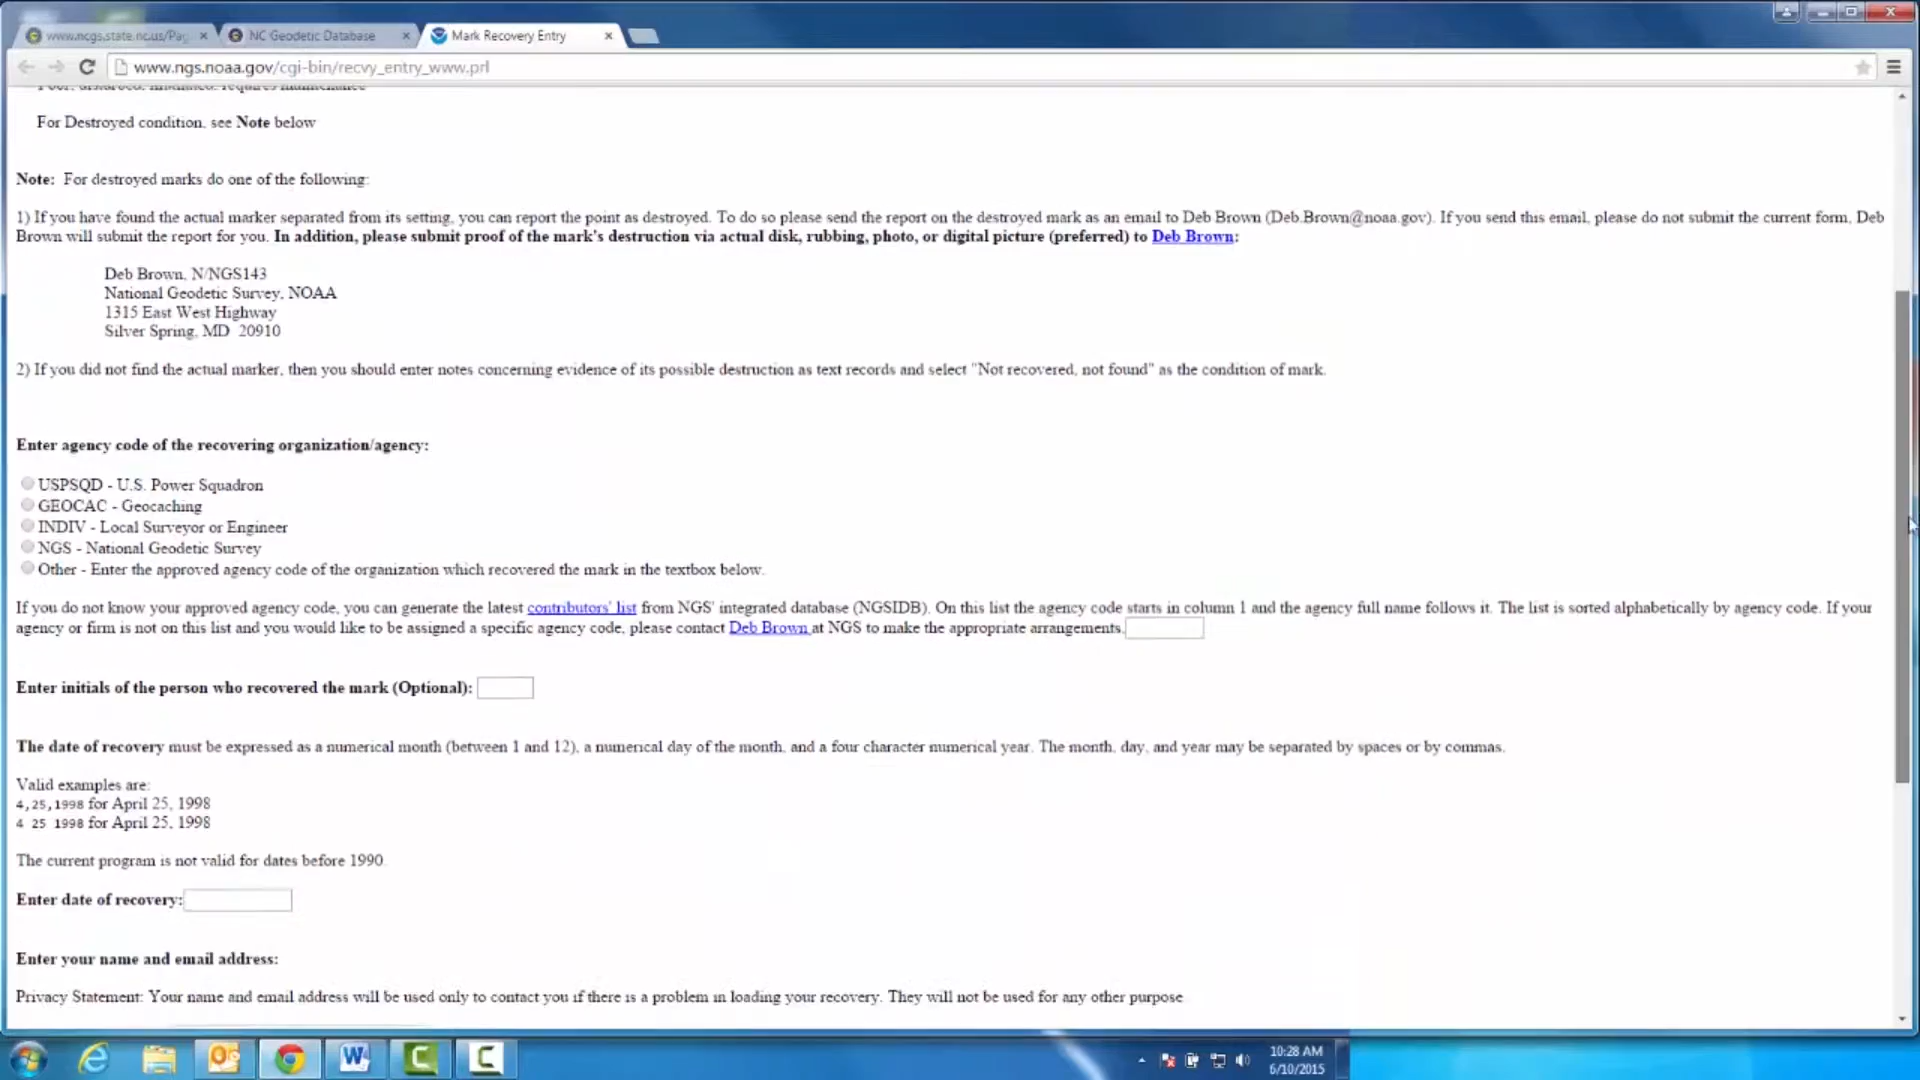 www.ncgs.state.nc.us/Pag
NC Geodetic Database
Mark Recovery Entry
www.ngs.noaa.gov/cgi-bin/recvy_entry_www.prl
For Destroyed condition, see Note below
Note: For destroyed marks do one of the following:
1) If you have found the actual marker separated from its setting, you can report the point as destroyed. To do so please send the report on the destroyed mark as an email to Deb Brown (Deb.Brown@noaa.gov). If you send this email, please do not submit the current form, Deb
Brown will submit the report for you. In addition, please submit proof of the mark's destruction via actual disk, rubbing, photo, or digital picture (preferred) to Deb Brown:
Deb Brown, N/NGS143
National Geodetic Survey, NOAA
1315 East West Highway
Silver Spring, MD 20910
2) If you did not find the actual marker, then you should enter notes concerning evidence of its possible destruction as text records and select "Not recovered, not found" as the condition of mark.
Enter agency code of the recovering organization/agency:
USPSQD - U.S. Power Squadron
GEOCAC - Geocaching
INDIV - Local Surveyor or Engineer
NGS - National Geodetic Survey
Other - Enter the approved agency code of the organization which recovered the mark in the textbox below.
If you do not know your approved agency code, you can generate the latest contributors' list from NGS' integrated database (NGSIDB). On this list the agency code starts in column 1 and the agency full name follows it. The list is sorted alphabetically by agency code. If your
agency or firm is not on this list and you would like to be assigned a specific agency code, please contact Deb Brown at NGS to make the appropriate arrangements.
Enter initials of the person who recovered the mark (Optional):
The date of recovery must be expressed as a numerical month (between 1 and 12), a numerical day of the month, and a four character numerical year. The month, day, and year may be separated by spaces or by commas.
Valid examples are:
4,25,1998 for April 25, 1998
4 25 1998 for April 25, 1998
The current program is not valid for dates before 1990.
Enter date of recovery:
Enter your name and email address:
Privacy Statement: Your name and email address will be used only to contact you if there is a problem in loading your recovery. They will not be used for any other purpose.
10:28 AM
6/10/2015